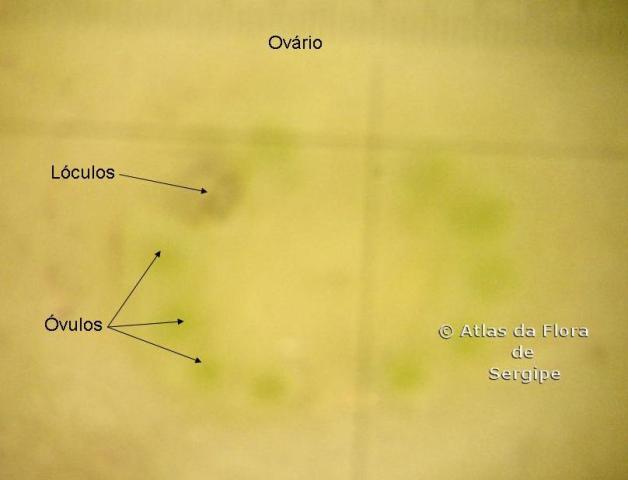 Ovário
Lóculos
Óvulos
© Atlas da Flora
de
Sergipe